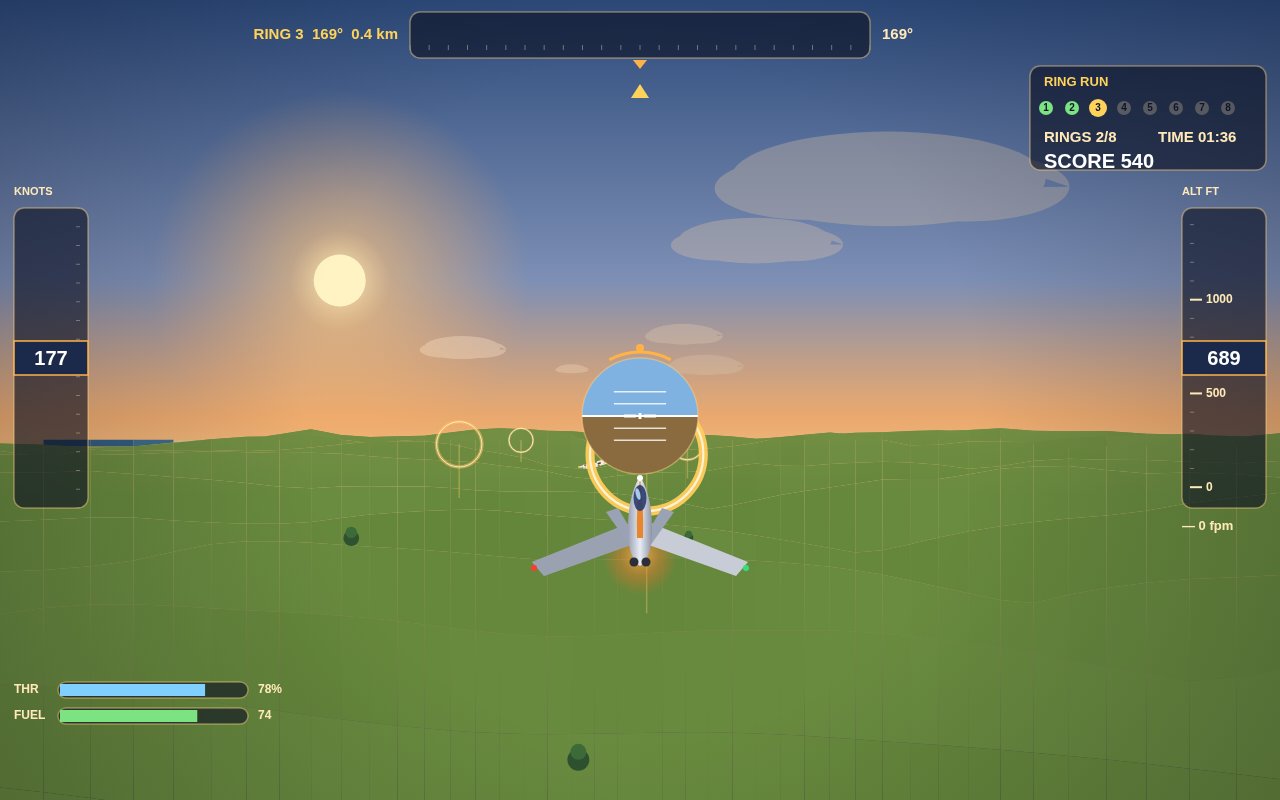 RING 3 169° 0.4 km
169°
RING RUN
1 2 3 4 5 6 7 8
RINGS 2/8 TIME 01:36
SCORE 540
KNOTS
177
ALT FT
1000
689
500
0
— 0 fpm
THR 78%
FUEL 74